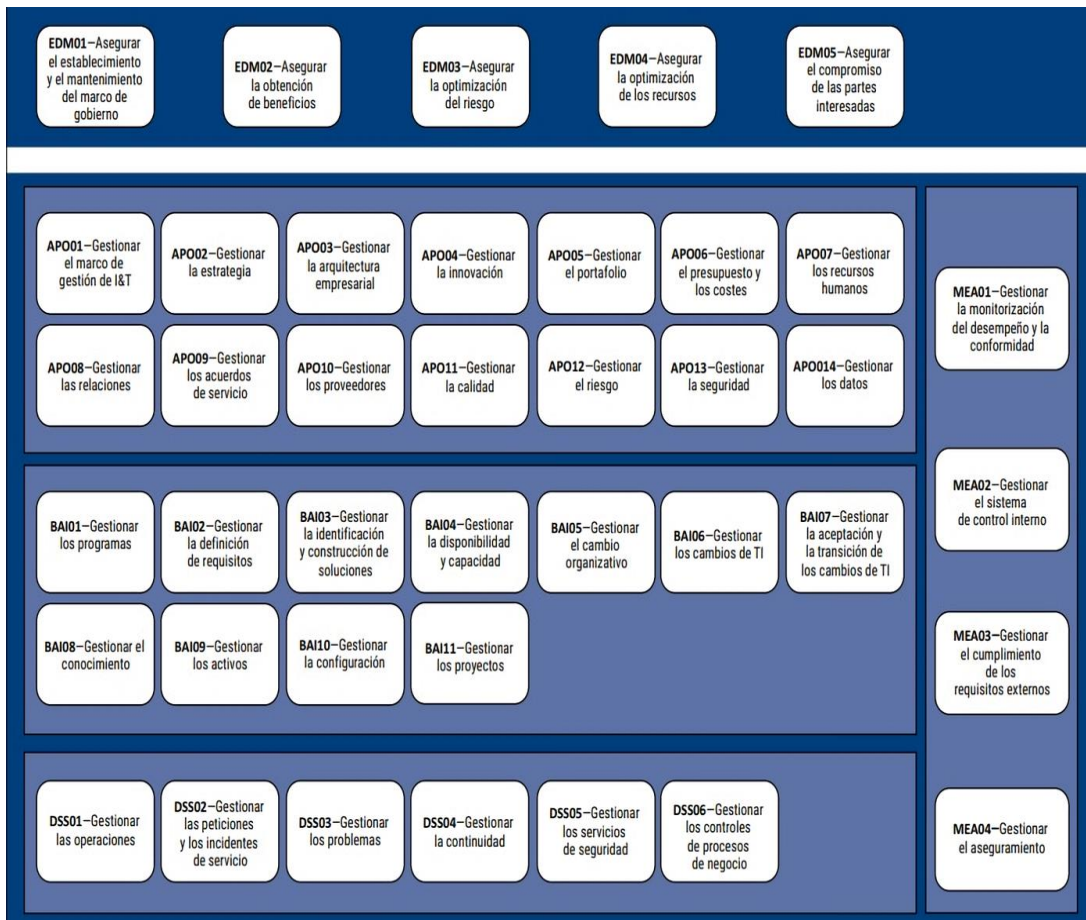 EDM01—Asegurar
el establecimiento
y el mantenimiento
del marco de
gobierno
EDM02—Asegurar
la obtención
de beneficios
EDM03—Asegurar
la optimización
del riesgo
EDM04—Asegurar
la optimización
de los recursos
EDM05—Asegurar
el compromiso
de las partes
interesadas
APO01—Gestionar
el marco de
gestión de I&T
APO02—Gestionar
la estrategia
APO03—Gestionar
la arquitectura
empresarial
APO04—Gestionar
la innovación
APO05—Gestionar
el portafolio
APO06—Gestionar
el presupuesto y
los costes
APO07—Gestionar
los recursos
humanos
APO08—Gestionar
las relaciones
APO09—Gestionar
los acuerdos
de servicio
APO10—Gestionar
los proveedores
APO11—Gestionar
la calidad
APO12—Gestionar
el riesgo
APO13—Gestionar
la seguridad
APO014—Gestionar
los datos
BAI01—Gestionar
los programas
BAI02—Gestionar
la definición
de requisitos
BAI03—Gestionar
la identificación
y construcción de
soluciones
BAI04—Gestionar
la disponibilidad
y capacidad
BAI05—Gestionar
el cambio
organizativo
BAI06—Gestionar
los cambios de TI
BAI07—Gestionar
la aceptación y
la transición de
los cambios de TI
BAI08—Gestionar el
conocimiento
BAI09—Gestionar
los activos
BAI10—Gestionar
la configuración
BAI11—Gestionar
los proyectos
DSS01—Gestionar
las operaciones
DSS02—Gestionar
las peticiones
y los incidentes
de servicio
DSS03—Gestionar
los problemas
DSS04—Gestionar
la continuidad
DSS05—Gestionar
los servicios
de seguridad
DSS06—Gestionar
los controles
de procesos
de negocio
MEA01—Gestionar
la monitorización
del desempeño y la
conformidad
MEA02—Gestionar
el sistema
de control interno
MEA03—Gestionar
el cumplimiento
de los
requisitos externos
MEA04—Gestionar
el aseguramiento